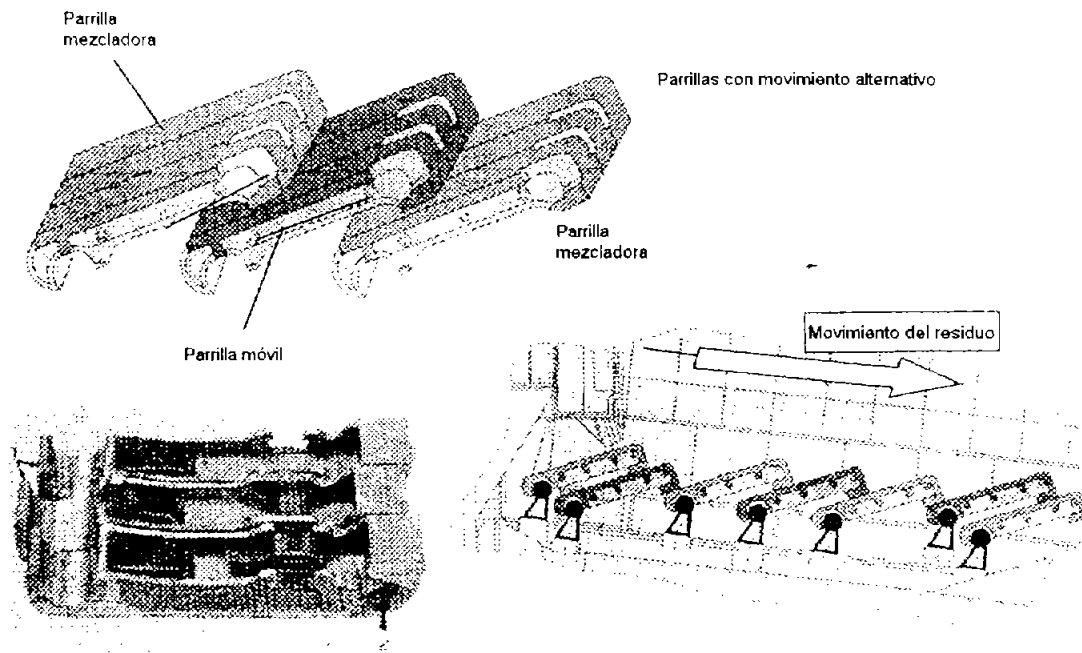 Parrilla
mezcladora
Parrillas con movimiento alternativo
Parrilla
mezcladora
Parrilla móvil
Movimiento del residuo